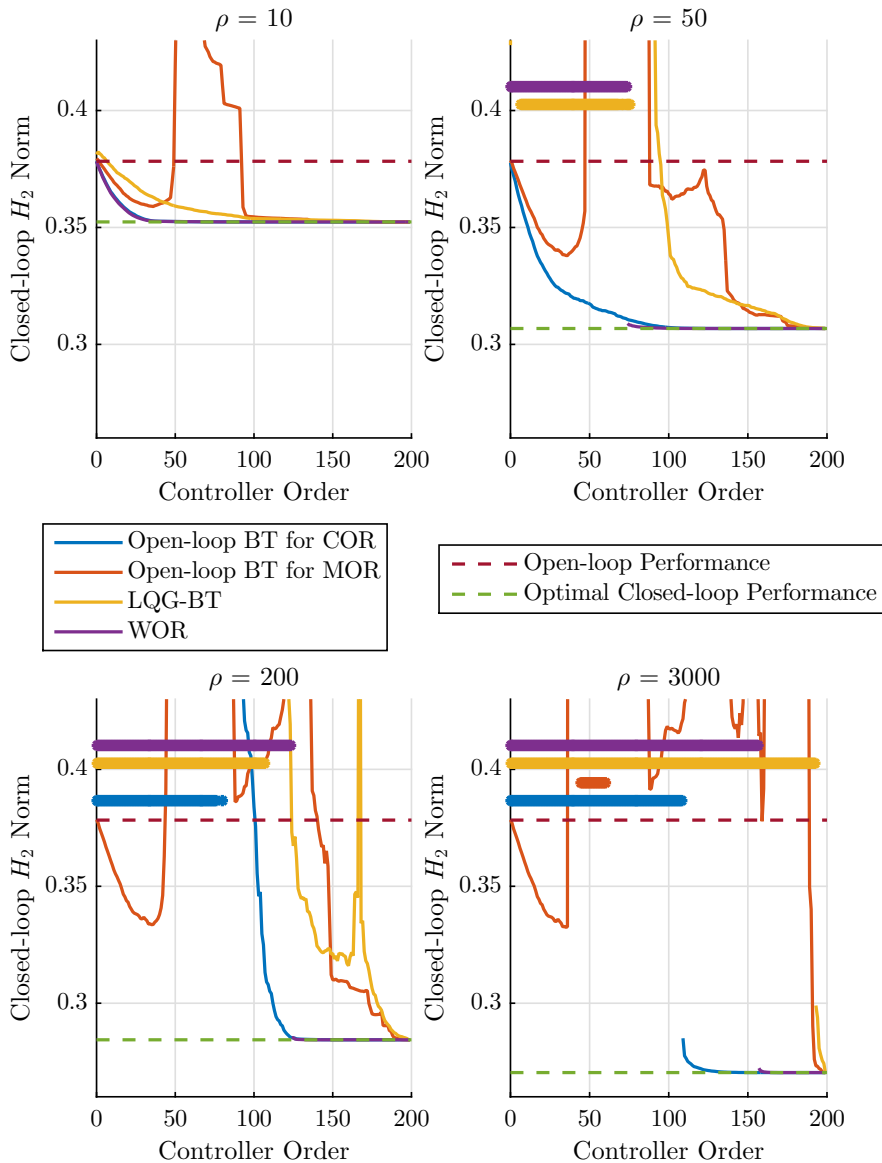 ρ = 10
ρ = 50
Closed-loop H₂ Norm
0.4
0.35
0.3
0 50 100 150 200
Controller Order
Closed-loop H₂ Norm
0.4
0.35
0.3
0 50 100 150 200
Controller Order
Open-loop BT for COR
Open-loop BT for MOR
LQG-BT
WOR
Open-loop Performance
Optimal Closed-loop Performance
ρ = 200
ρ = 3000
Closed-loop H₂ Norm
0.4
0.35
0.3
0 50 100 150 200
Controller Order
Closed-loop H₂ Norm
0.4
0.35
0.3
0 50 100 150 200
Controller Order